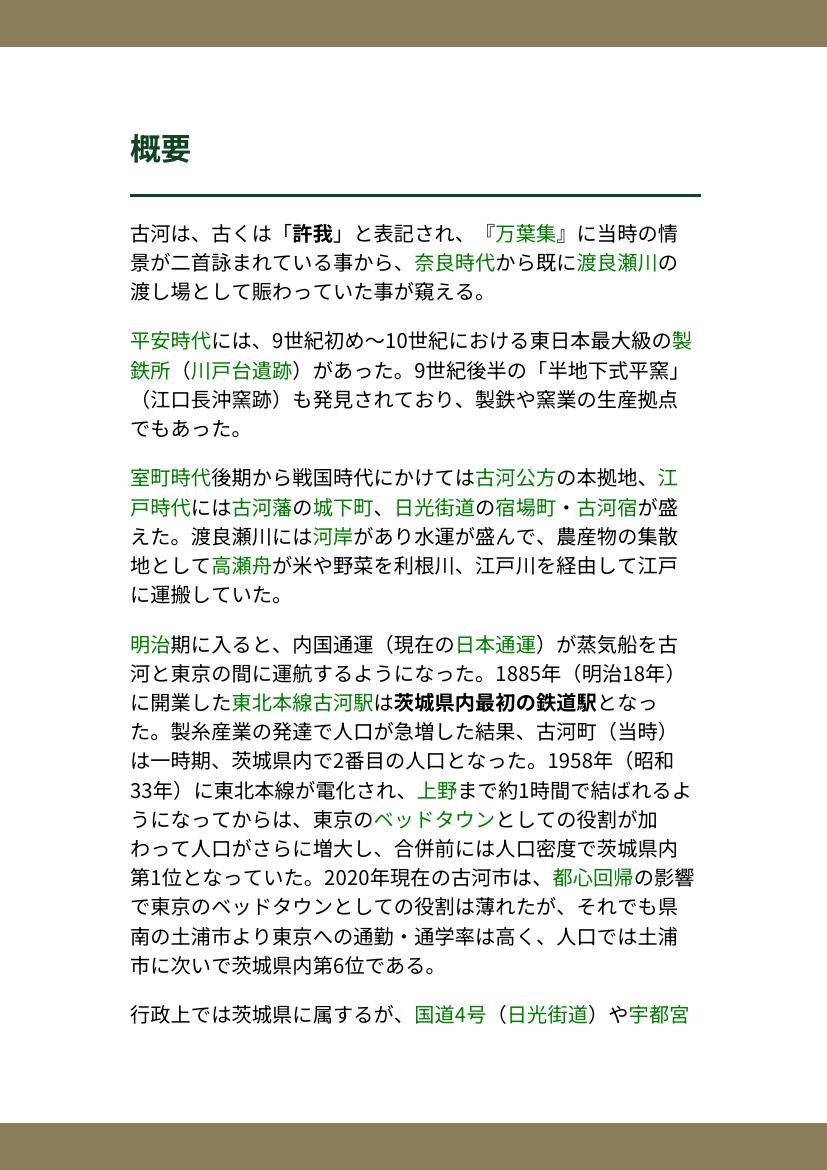 概要
古河は、古くは「許我」と表記され、『万葉集』に当時の情
景が二首詠まれている事から、奈良時代から既に渡良瀬川の
渡し場として賑わっていた事が窺える。
平安時代には、9世紀初め〜10世紀における東日本最大級の製
鉄所（川戸台遺跡）があった。9世紀後半の「半地下式平窯」
（江口長沖窯跡）も発見されており、製鉄や窯業の生産拠点
でもあった。
室町時代後期から戦国時代にかけては古河公方の本拠地、江
戸時代には古河藩の城下町、日光街道の宿場町・古河宿が盛
えた。渡良瀬川には河岸があり水運が盛んで、農産物の集散
地として高瀬舟が米や野菜を利根川、江戸川を経由して江戸
に運搬していた。
明治期に入ると、内国通運（現在の日本通運）が蒸気船を古
河と東京の間に運航するようになった。1885年（明治18年）
に開業した東北本線古河駅は茨城県内最初の鉄道駅となっ
た。製糸産業の発達で人口が急増した結果、古河町（当時）
は一時期、茨城県内で2番目の人口となった。1958年（昭和
33年）に東北本線が電化され、上野まで約1時間で結ばれるよ
うになってからは、東京のベッドタウンとしての役割が加
わって人口がさらに増大し、合併前には人口密度で茨城県内
第1位となっていた。2020年現在の古河市は、都心回帰の影響
で東京のベッドタウンとしての役割は薄れたが、それでも県
南の土浦市より東京への通勤・通学率は高く、人口では土浦
市に次いで茨城県内第6位である。
行政上では茨城県に属するが、国道4号（日光街道）や宇都宮